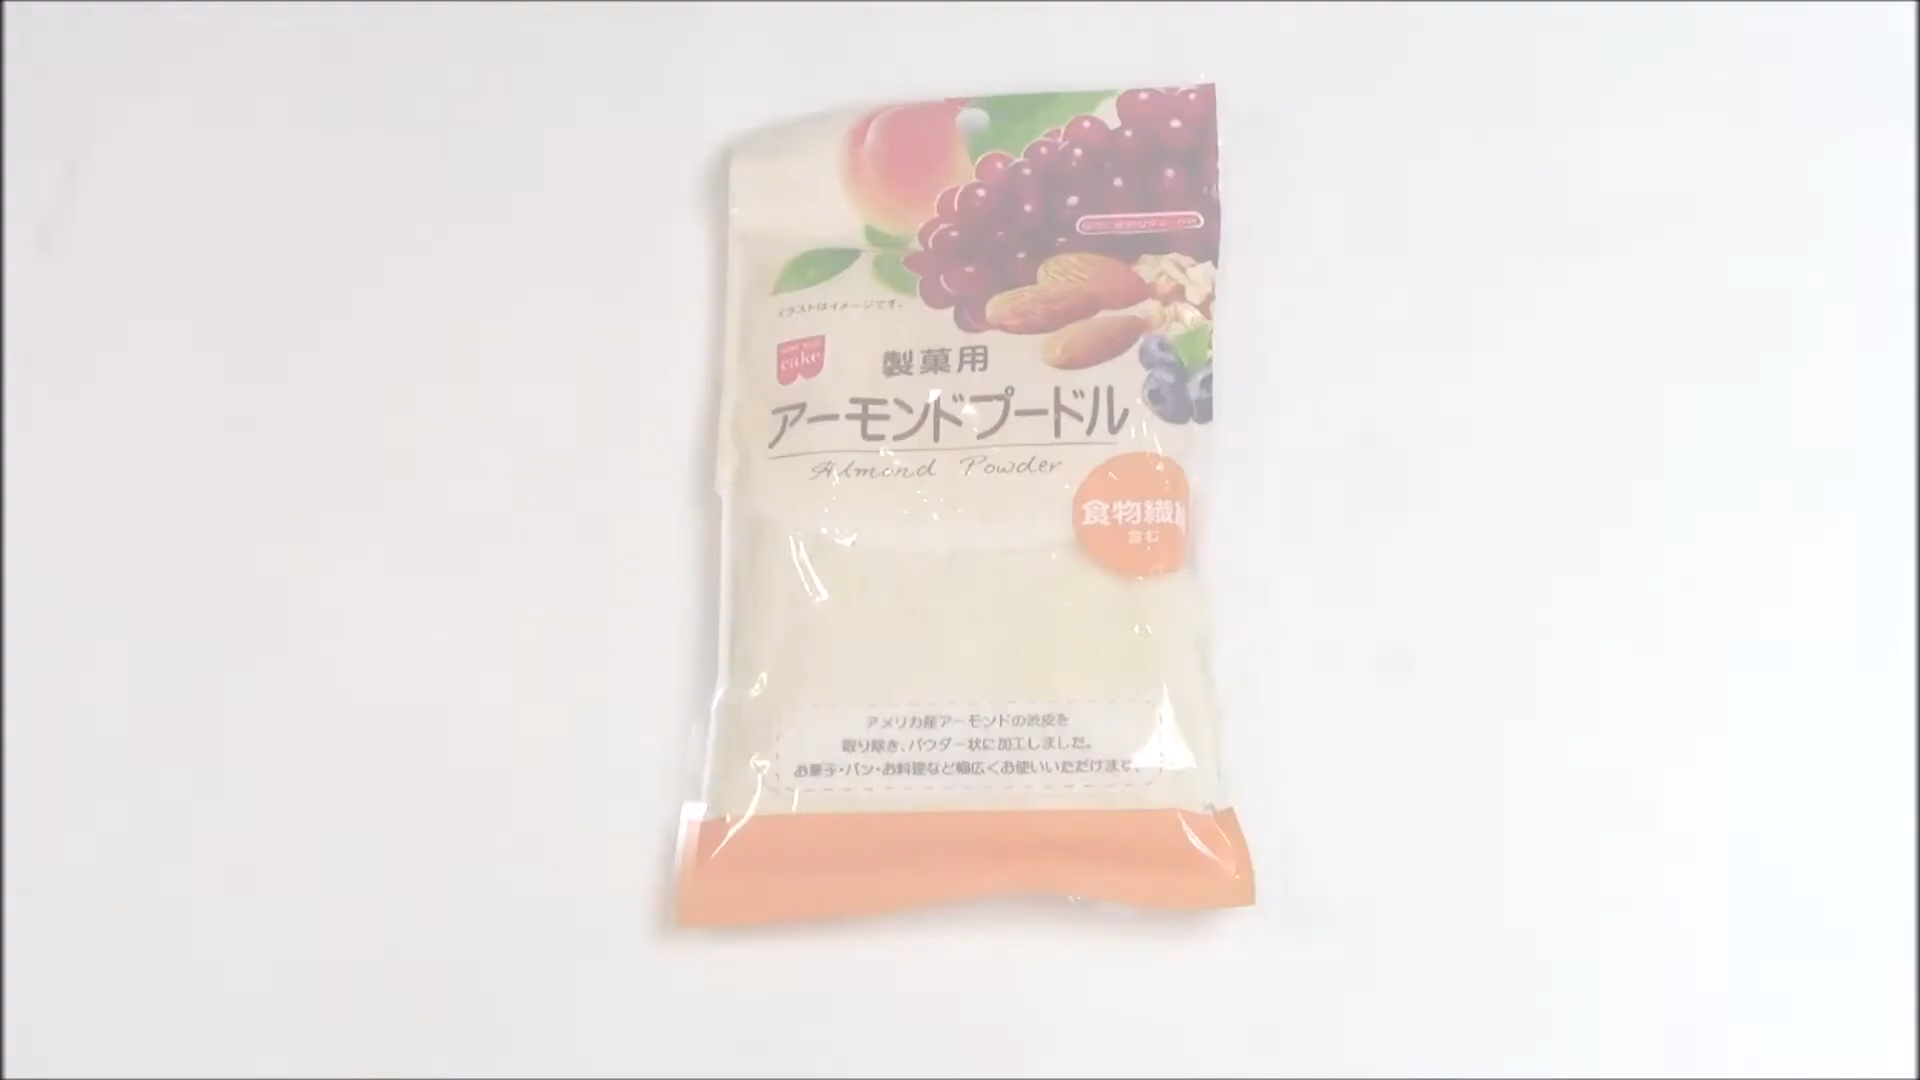 イラストはイメージです。
cake
製菓用
アーモンドプードル
Almond Powder
食物繊維
含む
アメリカ産アーモンドの渋皮を
取り除き、パウダー状に加工しました。
お菓子・パン・お料理など幅広くお使いいただけます。